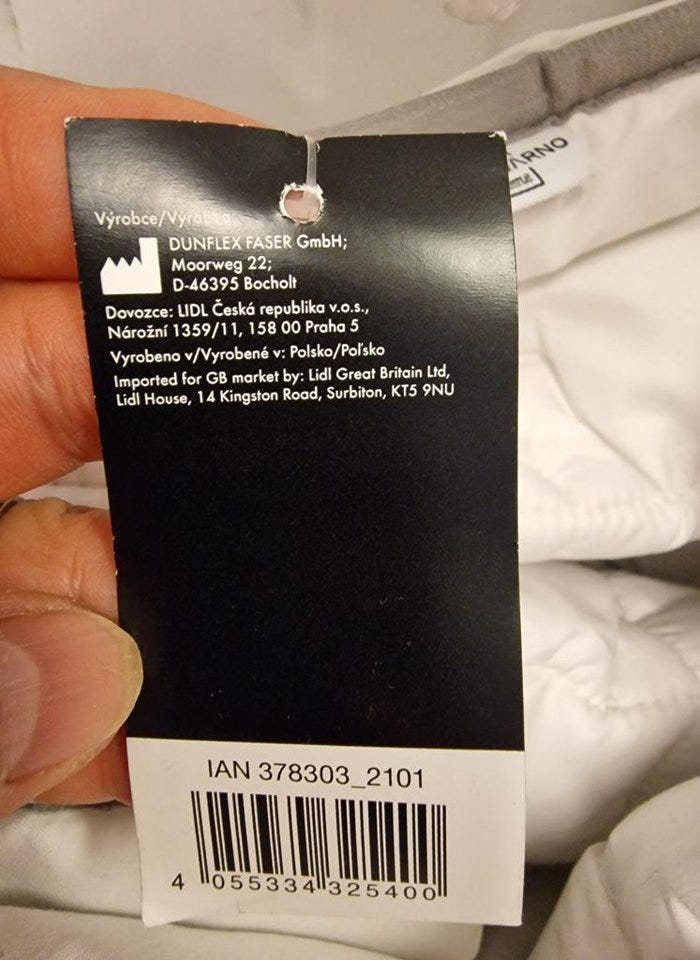 Výrobce/Výrobca
DUNFLEX FASER GmbH;
Moorweg 22;
D-46395 Bocholt
Dovozce: LIDL Česká republika v.o.s.,
Nárožní 1359/11, 158 00 Praha 5
Vyrobeno v/Vyrobené v: Polsko/Poľsko
Imported for GB market by: Lidl Great Britain Ltd,
Lidl House, 14 Kingston Road, Surbiton, KT5 9NU
IAN 378303_2101
4 055334 325400